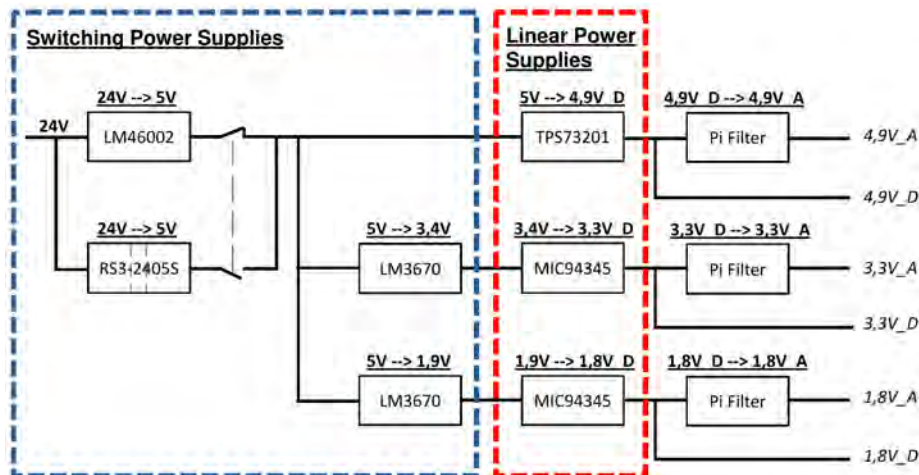 Switching Power Supplies
Linear Power
Supplies
24V --> 5V
5V --> 4,9V_D
4,9V_D --> 4,9V_A
24V
LM46002
TPS73201
Pi Filter
4,9V_A
4,9V_D
24V --> 5V
5V --> 3,4V
3,4V --> 3,3V_D
3,3V_D --> 3,3V_A
RS3-2405S
LM3670
MIC94345
Pi Filter
3,3V_A
3,3V_D
5V --> 1,9V
1,9V --> 1,8V_D
1,8V_D --> 1,8V_A
LM3670
MIC94345
Pi Filter
1,8V_A
1,8V_D